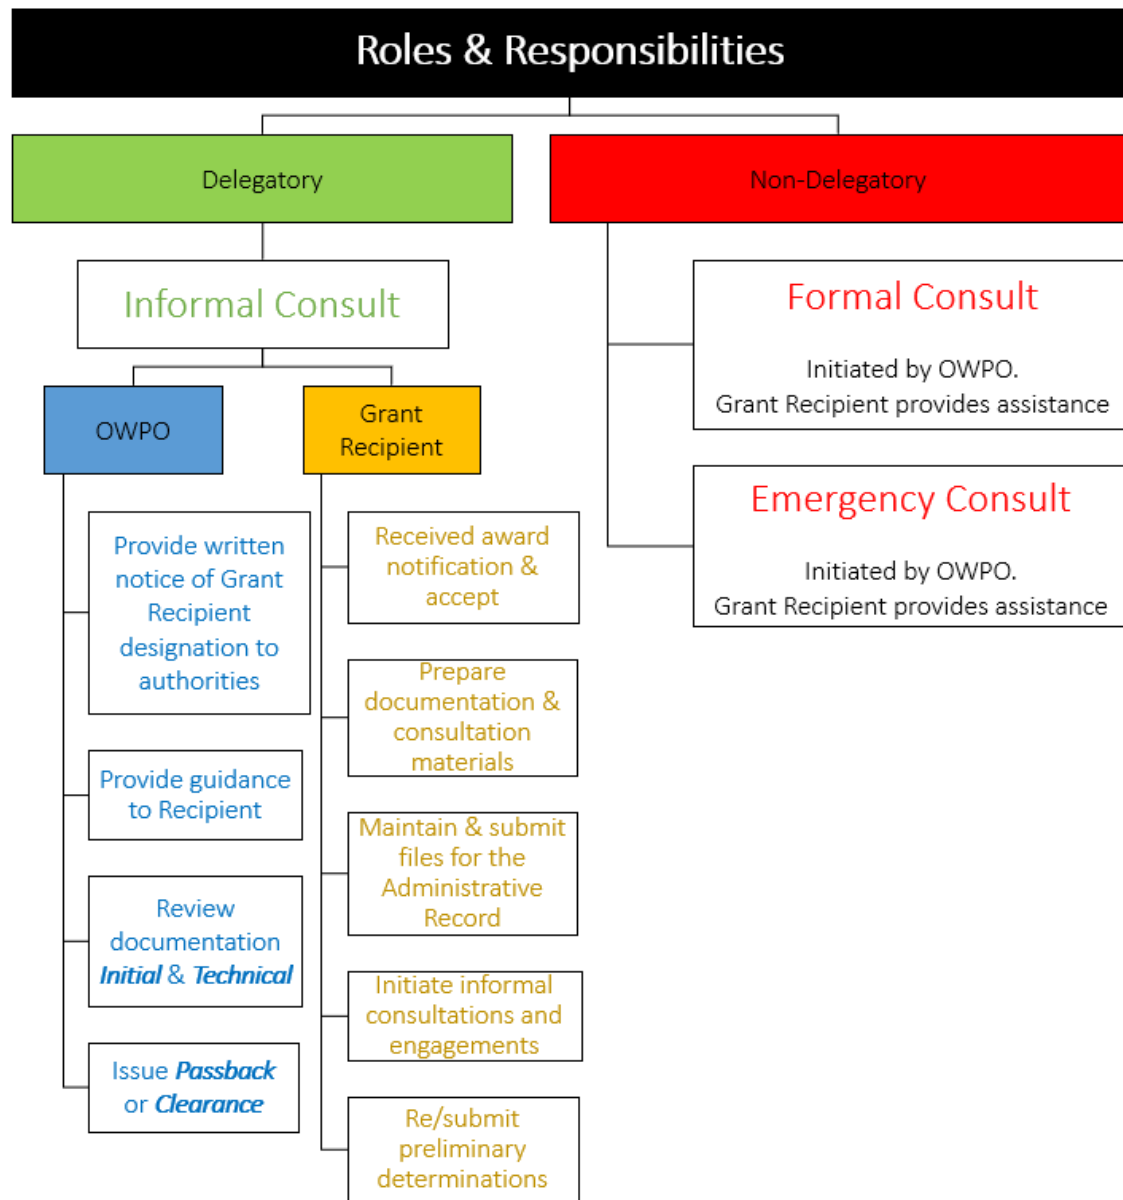 Roles & Responsibilities
Delegatory
Non-Delegatory
Informal Consult
OWPO
Grant
Recipient
Provide written
notice of Grant
Recipient
designation to
authorities
Provide guidance
to Recipient
Review
documentation
Initial & Technical
Issue Passback
or Clearance
Received award
notification &
accept
Prepare
documentation &
consultation
materials
Maintain & submit
files for the
Administrative
Record
Initiate informal
consultations and
engagements
Re/submit
preliminary
determinations
Formal Consult
Initiated by OWPO.
Grant Recipient provides assistance
Emergency Consult
Initiated by OWPO.
Grant Recipient provides assistance